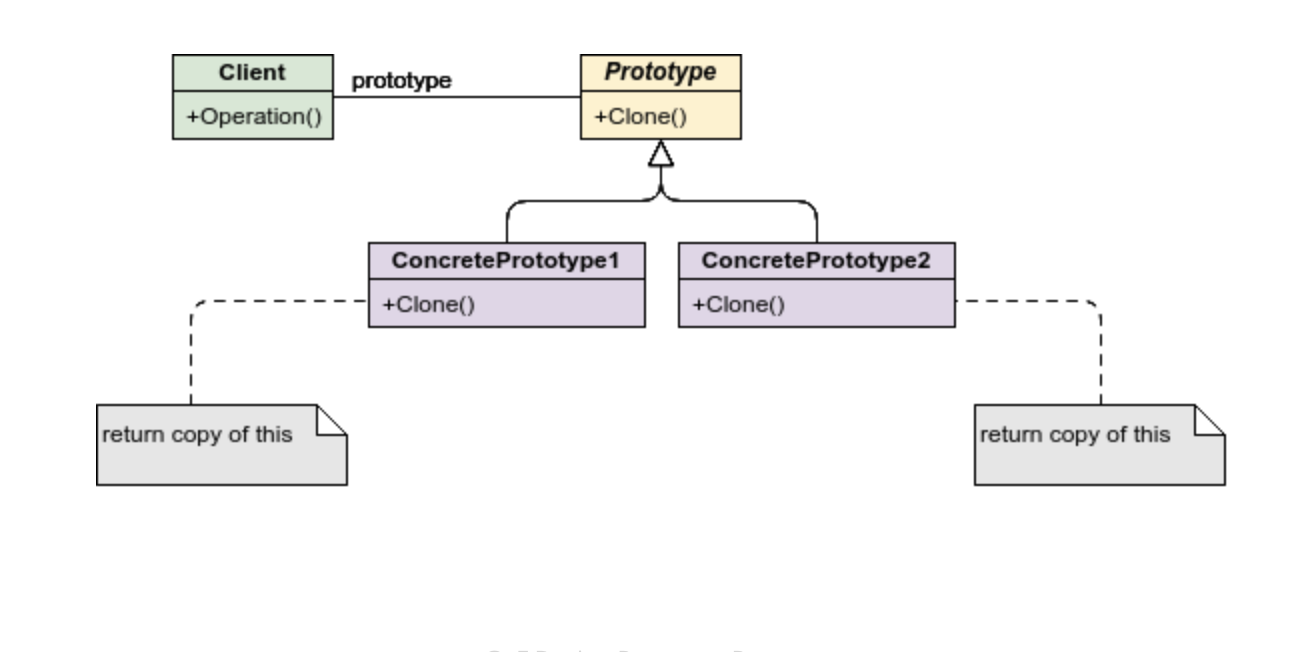 Client
prototype
Prototype
+Operation()
+Clone()
ConcretePrototype1
ConcretePrototype2
+Clone()
+Clone()
return copy of this
return copy of this